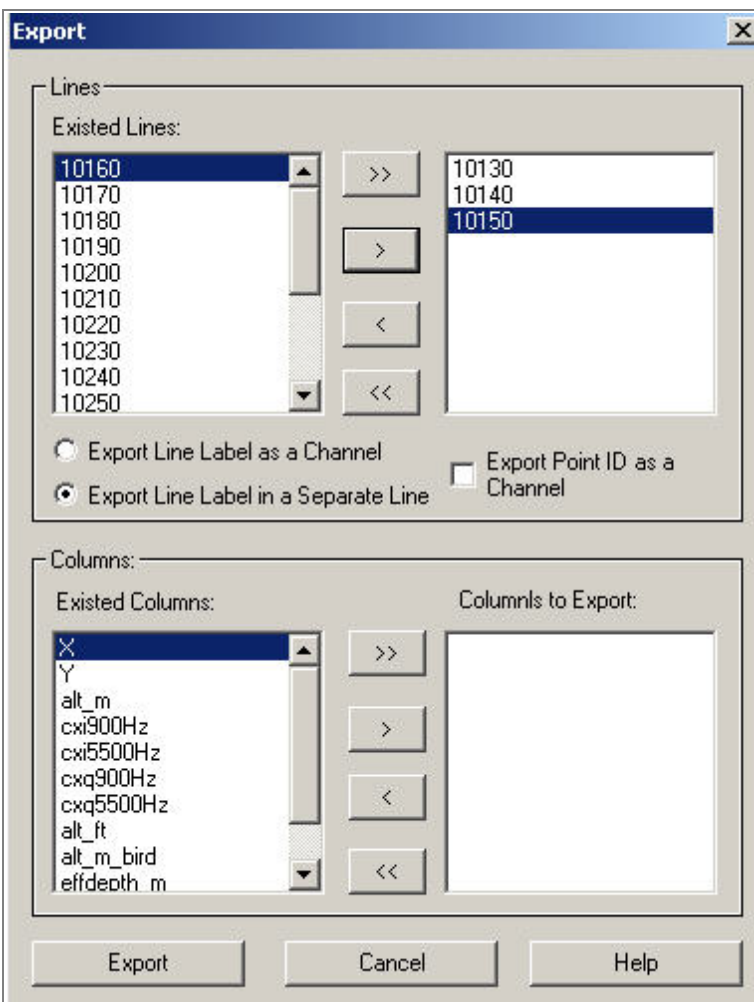 Export
Lines
Existed Lines:
10160
10170
10180
10190
10200
10210
10220
10230
10240
10250
>>
>
<
<<
10130
10140
10150
Export Line Label as a Channel
Export Line Label in a Separate Line
Export Point ID as a
Channel
Columns:
Existed Columns:
Columnls to Export:
X
Y
alt_m
cxi900Hz
cxi5500Hz
cxq900Hz
cxq5500Hz
alt_ft
alt_m_bird
effdepth_m
>>
>
<
<<
Export
Cancel
Help